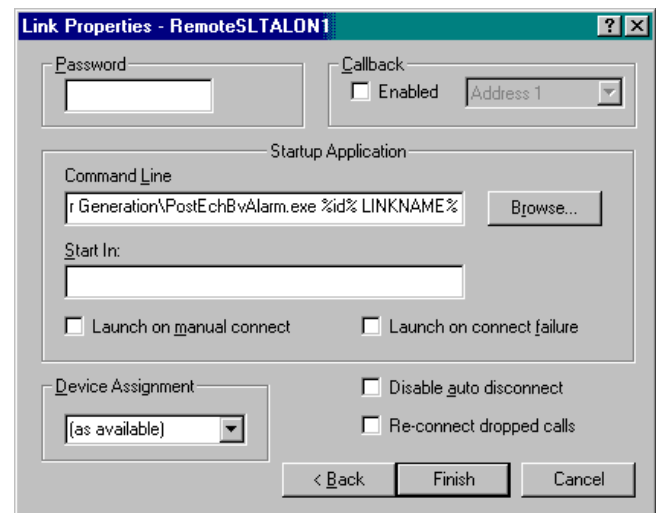 Link Properties - RemoteSLTALON1
Password
Callback
Enabled
Address 1
Startup Application
Command Line
r Generation\PostEchBvAlarm.exe %id% LINKNAME%
Browse...
Start In:
Launch on manual connect
Launch on connect failure
Device Assignment
(as available)
Disable auto disconnect
Re-connect dropped calls
< Back
Finish
Cancel